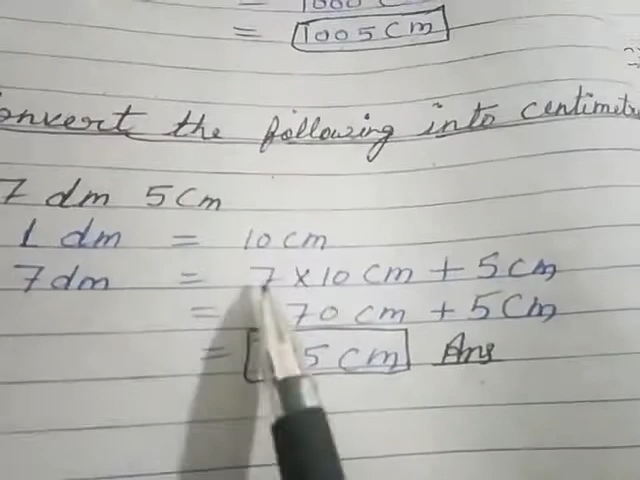 = 1000 c
= 1005 cm
onvert the following into centimet
7 dm 5 cm
1 dm = 10 cm
7 dm = 7 × 10 cm + 5 cm
= 70 cm + 5 cm
= 5 cm Ans